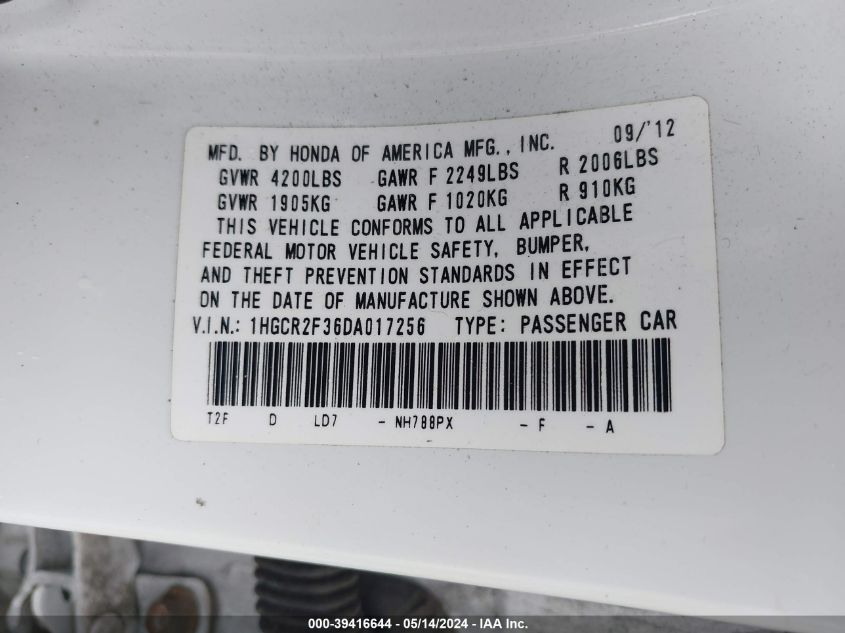 MFD. BY HONDA OF AMERICA MFG., INC. 09/'12
GVWR 4200LBS GAWR F 2249LBS R 2006LBS
GVWR 1905KG GAWR F 1020KG R 910KG
THIS VEHICLE CONFORMS TO ALL APPLICABLE
FEDERAL MOTOR VEHICLE SAFETY, BUMPER,
AND THEFT PREVENTION STANDARDS IN EFFECT
ON THE DATE OF MANUFACTURE SHOWN ABOVE.
V.I.N.: 1HGCR2F36DA017256 TYPE: PASSENGER CAR
T2F D LD7 - NH788PX - F - A
000-39416644 / 05/14/2024 - IAA Inc.